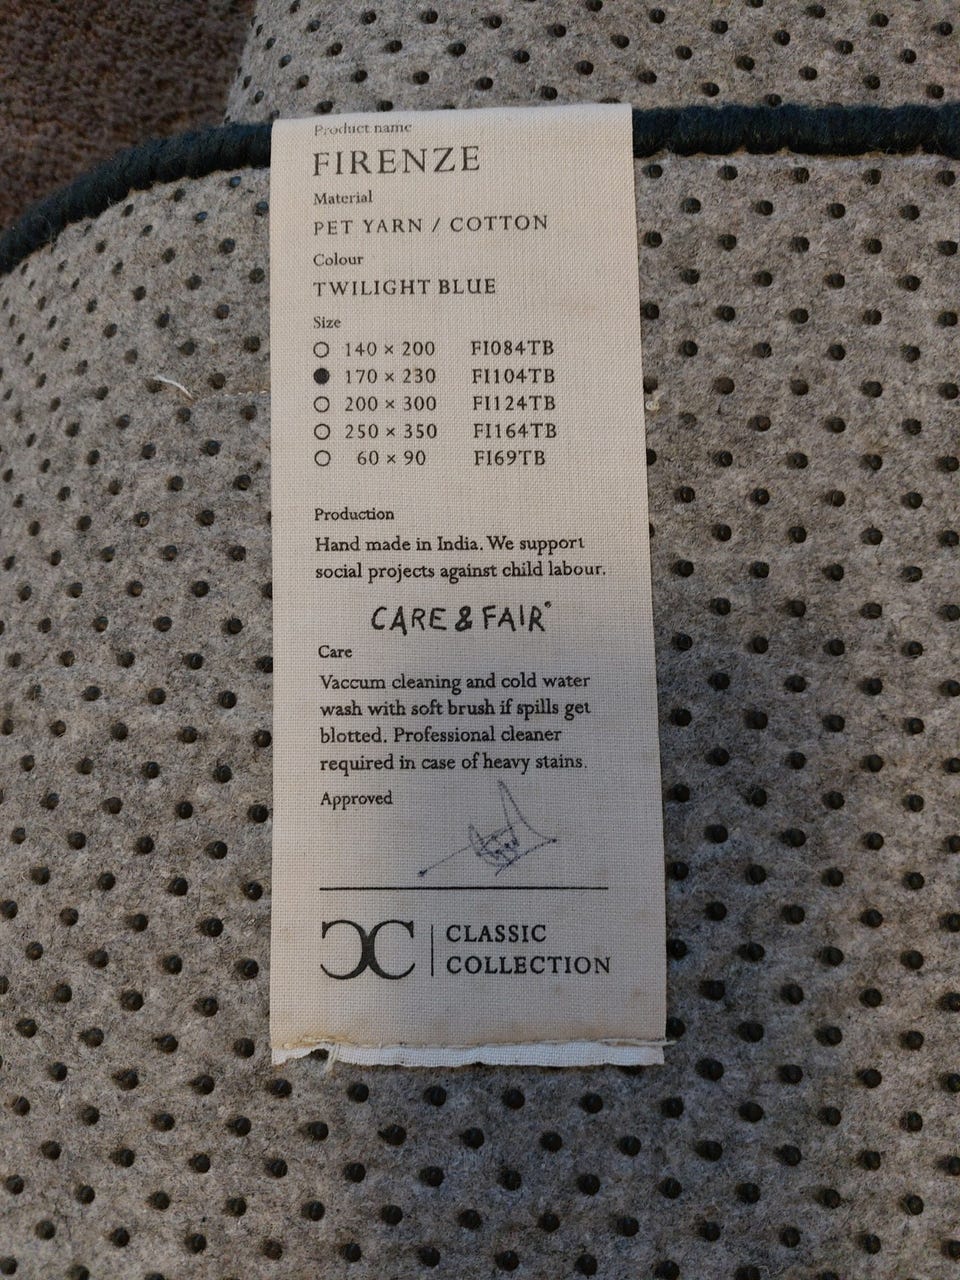 Product name
FIRENZE
Material
PET YARN / COTTON
Colour
TWILIGHT BLUE
Size
140 × 200 FI084TB
170 × 230 FI104TB
200 × 300 FI124TB
250 × 350 FI164TB
60 × 90 FI69TB
Production
Hand made in India. We support
social projects against child labour.
CARE & FAIR®
Care
Vaccum cleaning and cold water
wash with soft brush if spills get
blotted. Professional cleaner
required in case of heavy stains.
Approved
CC | CLASSIC
COLLECTION